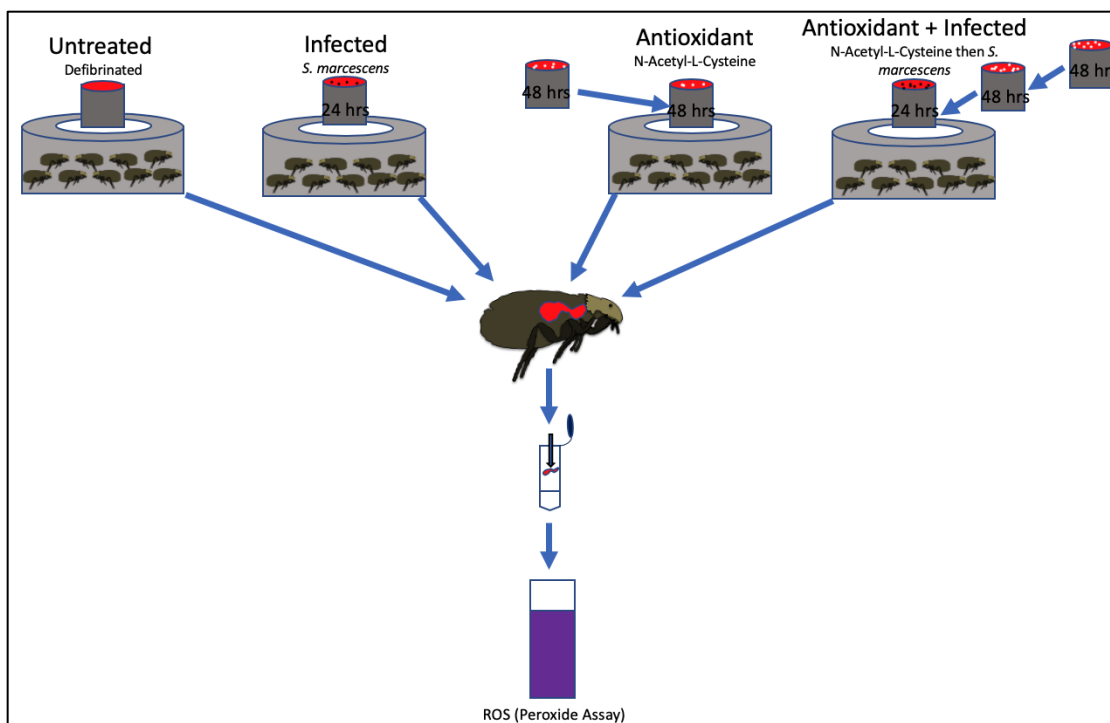 Untreated
Defibrinated
Infected
S. marcescens
24 hrs
48 hrs
Antioxidant
N-Acetyl-L-Cysteine
48 hrs
Antioxidant + Infected
N-Acetyl-L-Cysteine then S.
marcescens
24 hrs
48 hrs
48 hrs
ROS (Peroxide Assay)